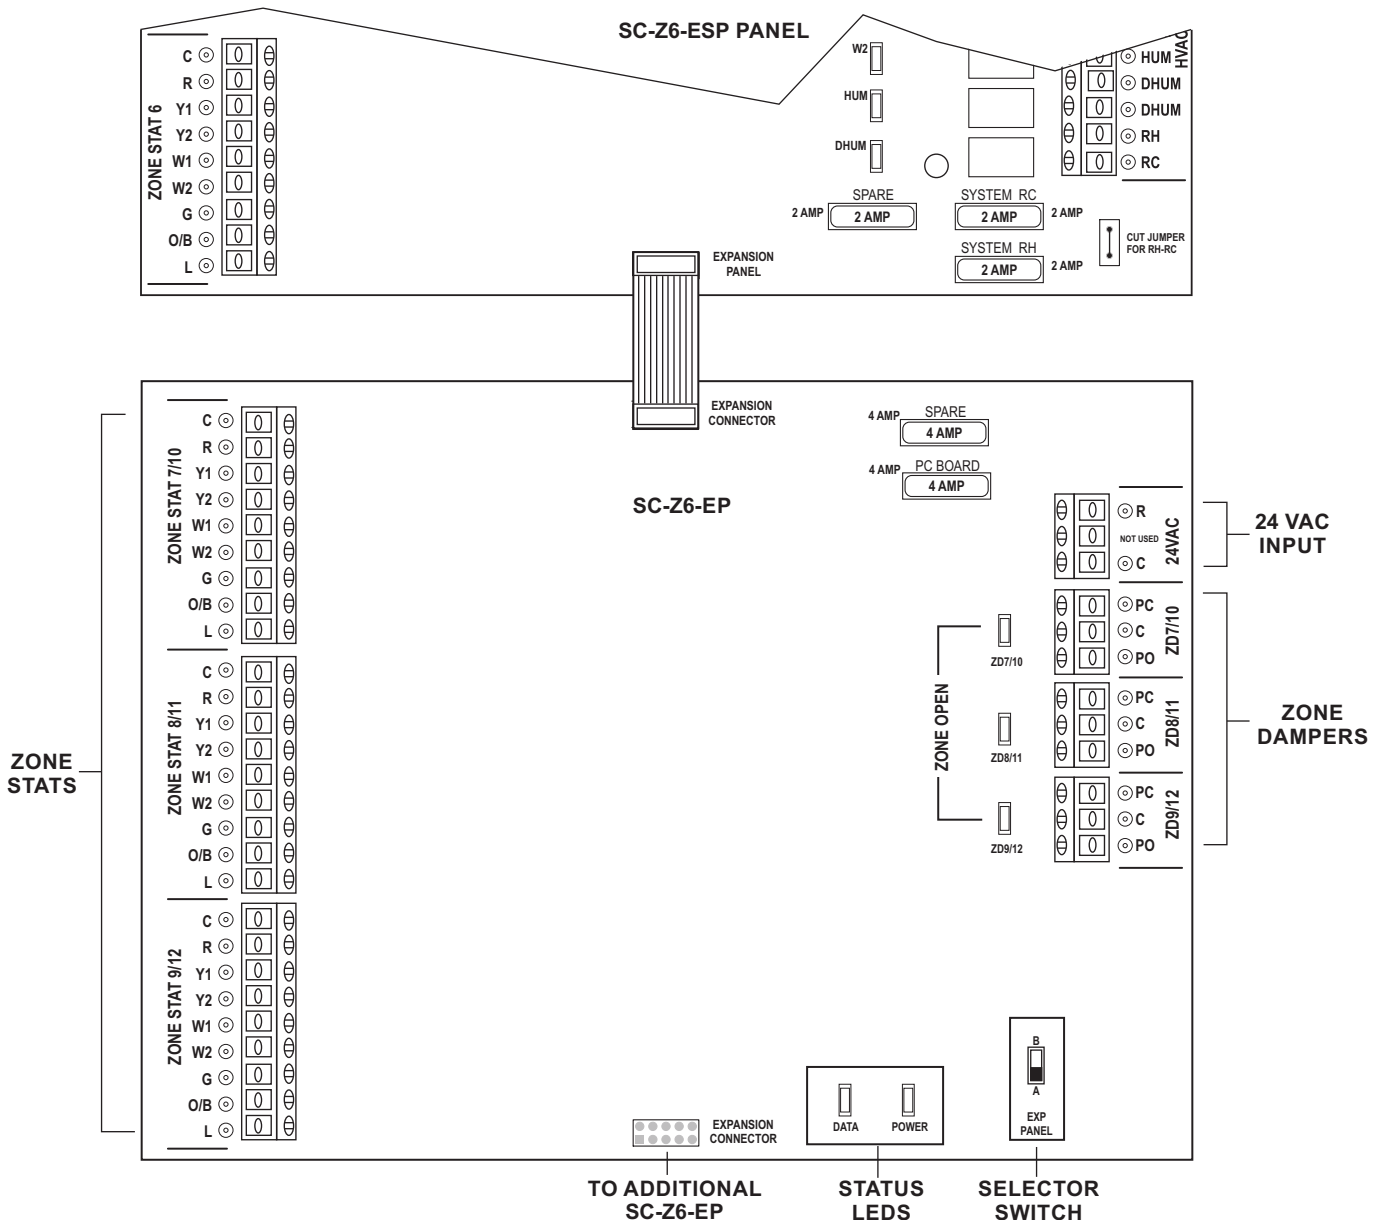 SC-Z6-ESP PANEL
ZONE STAT 6
C
R
Y1
Y2
W1
W2
G
O/B
L
W2
HUM
DHUM
HVAC
HUM
DHUM
DHUM
RH
RC
SPARE
2 AMP
2 AMP
SYSTEM RC
2 AMP
2 AMP
SYSTEM RH
2 AMP
2 AMP
CUT JUMPER
FOR RH-RC
EXPANSION
PANEL
EXPANSION
CONNECTOR
SC-Z6-EP
4 AMP
SPARE
4 AMP
4 AMP
PC BOARD
4 AMP
ZONE
STATS
ZONE STAT 7/10
C
R
Y1
Y2
W1
W2
G
O/B
L
ZONE STAT 8/11
C
R
Y1
Y2
W1
W2
G
O/B
L
ZONE STAT 9/12
C
R
Y1
Y2
W1
W2
G
O/B
L
R
NOT USED
C
24VAC
24 VAC
INPUT
PC
C
PO
ZD7/10
PC
C
PO
ZD8/11
PC
C
PO
ZD9/12
ZONE
DAMPERS
ZONE OPEN
ZD7/10
ZD8/11
ZD9/12
EXPANSION
CONNECTOR
TO ADDITIONAL
SC-Z6-EP
DATA
POWER
STATUS
LEDS
B
A
EXP
PANEL
SELECTOR
SWITCH